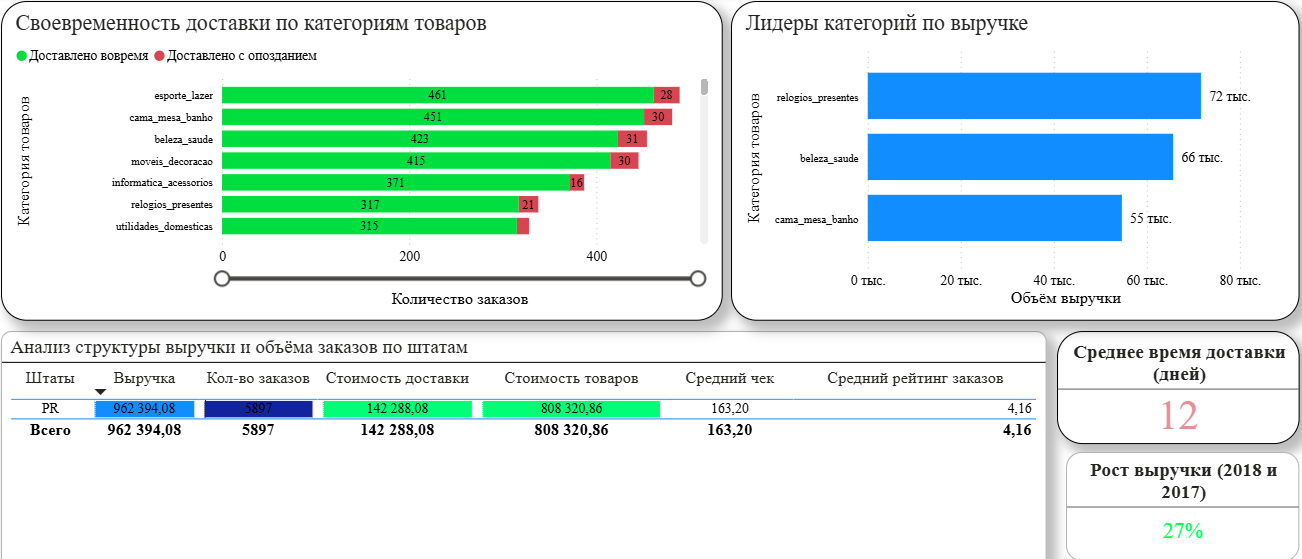 Своевременность доставки по категориям товаров
Доставлено вовремя Доставлено с опозданием
Категория товаров
esporte_lazer 461 28
cama_mesa_banho 451 30
beleza_saude 423 31
moveis_decoracao 415 30
informatica_acessorios 371 16
relogios_presentes 317 21
utilidades_domesticas 315
0 200 400
Количество заказов
Лидеры категорий по выручке
Категория товаров
relogios_presentes 72 тыс.
beleza_saude 66 тыс.
cama_mesa_banho 55 тыс.
0 тыс. 20 тыс. 40 тыс. 60 тыс. 80 тыс.
Объём выручки
Анализ структуры выручки и объёма заказов по штатам
Штаты Выручка Кол-во заказов Стоимость доставки Стоимость товаров Средний чек Средний рейтинг заказов
PR 962 394,08 5897 142 288,08 808 320,86 163,20 4,16
Всего 962 394,08 5897 142 288,08 808 320,86 163,20 4,16
Среднее время доставки
(дней)
12
Рост выручки (2018 и
2017)
27%